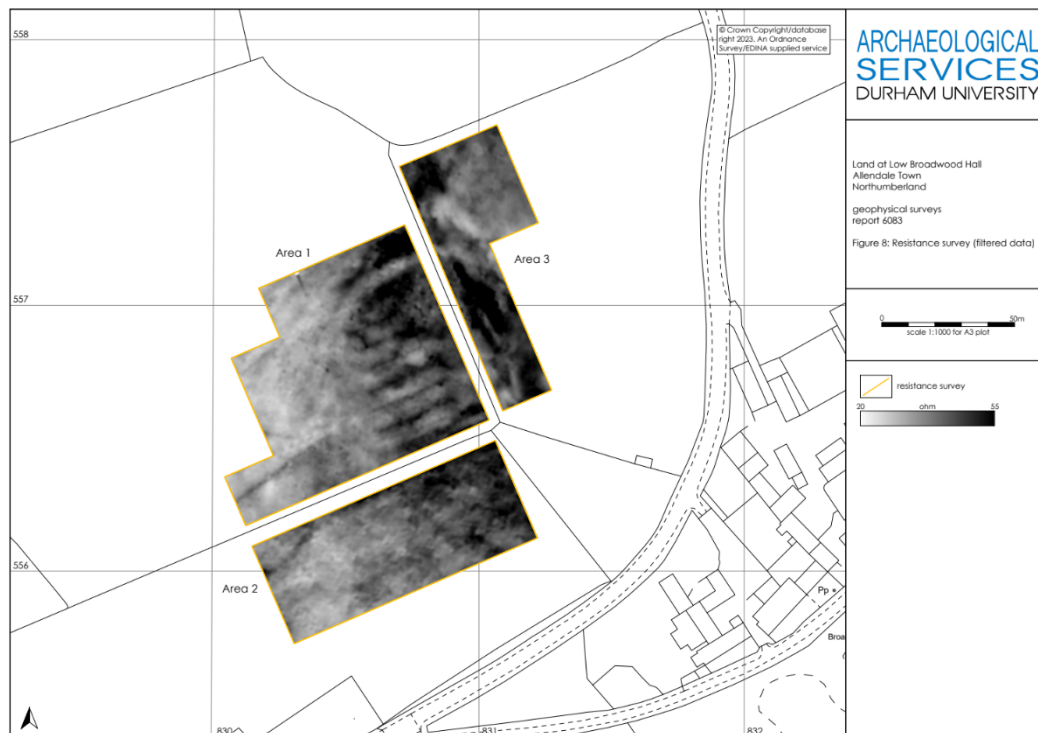 558
© Crown Copyright/database
right 2023. An Ordnance
Survey/EDINA supplied service
ARCHAEOLOGICAL
SERVICES
DURHAM UNIVERSITY
Land at Low Broadwood Hall
Allendale Town
Northumberland
geophysical surveys
report 6083
Figure 8: Resistance survey (filtered data)
Area 1
Area 3
557
0 50m
scale 1:1000 for A3 plot
resistance survey
20 ohm 55
556
Area 2
Pp
Broa
830
831
832